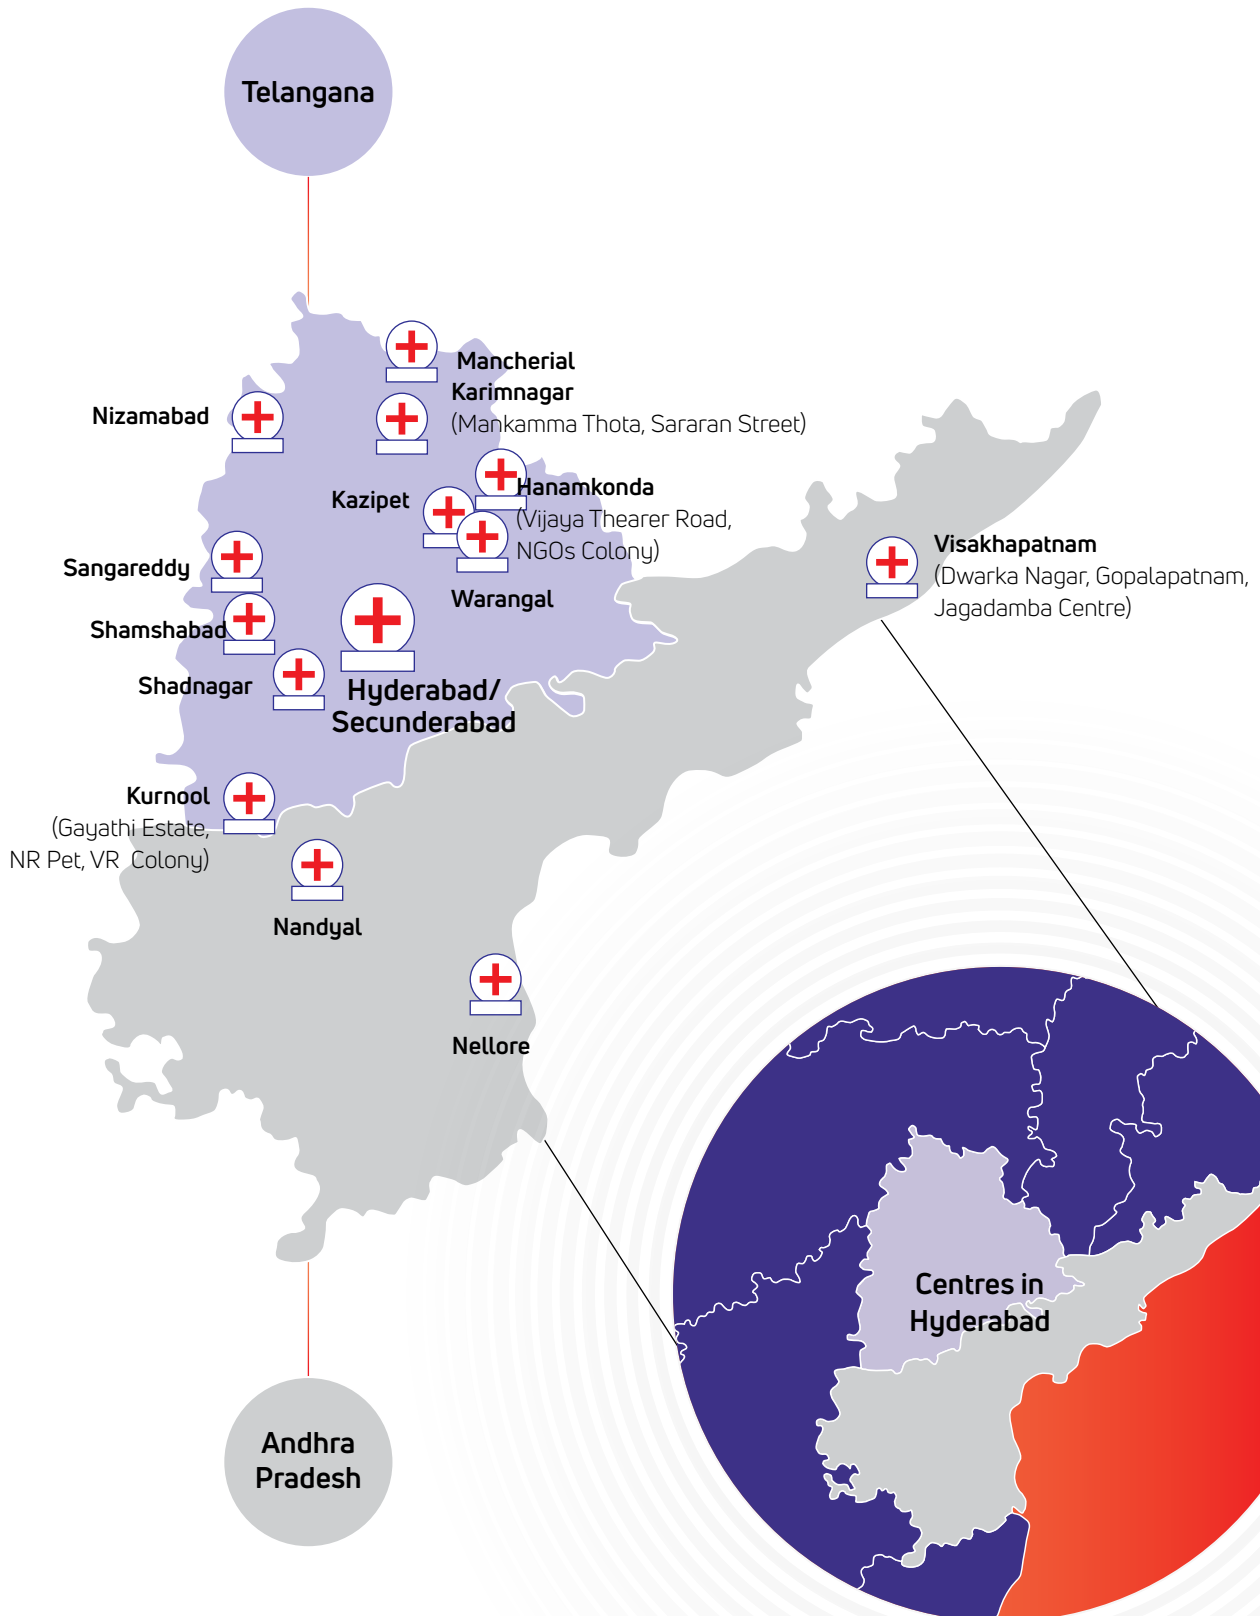 Telangana
Mancherial
Karimnagar
(Mankamma Thota, Sararan Street)
Nizamabad
Kazipet
Hanamkonda
(Vijaya Thearer Road,
NGOs Colony)
Sangareddy
Warangal
Shamshabad
Shadnagar
Hyderabad/
Secunderabad
Visakhapatnam
(Dwarka Nagar, Gopalapatnam,
Jagadamba Centre)
Kurnool
(Gayathi Estate,
NR Pet, VR Colony)
Nandyal
Nellore
Centres in
Hyderabad
Andhra
Pradesh